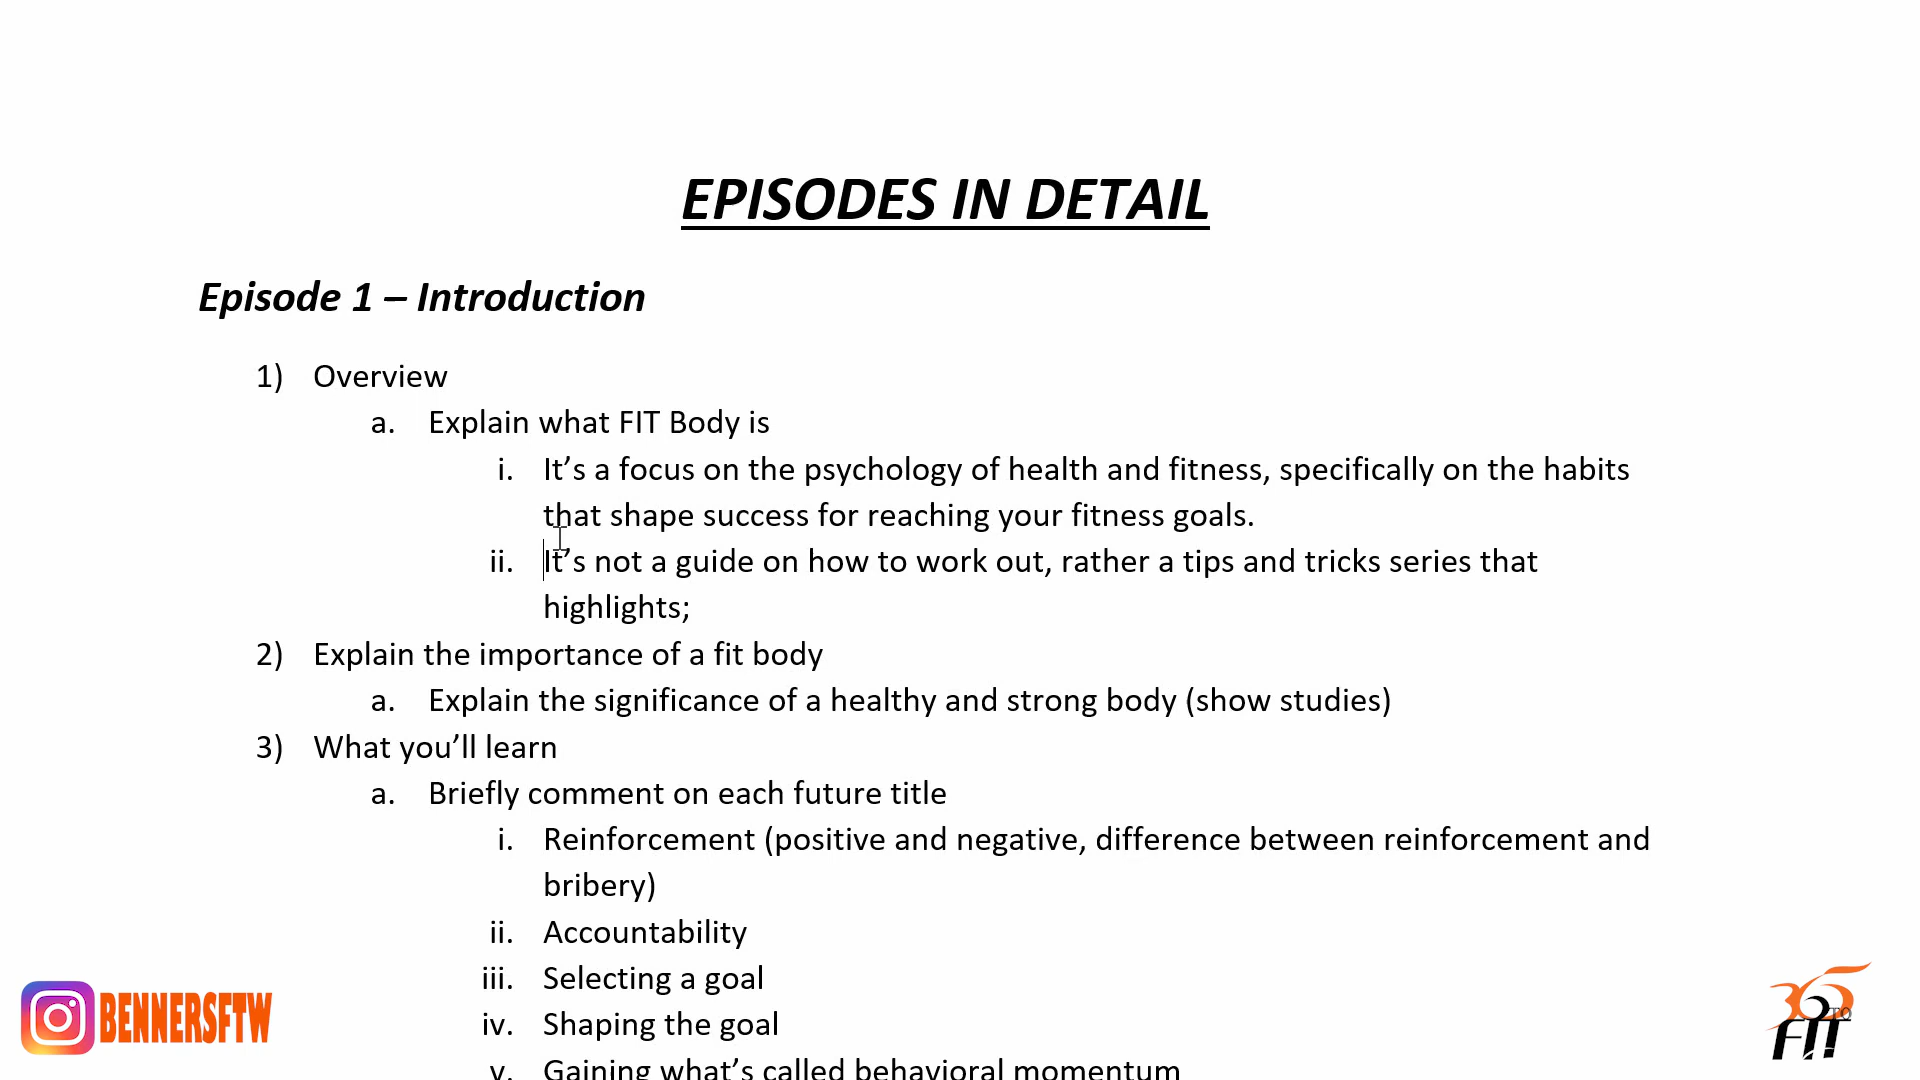 EPISODES IN DETAIL
Episode 1 – Introduction
1) Overview
a. Explain what FIT Body is
i. It’s a focus on the psychology of health and fitness, specifically on the habits
that shape success for reaching your fitness goals.
ii. It’s not a guide on how to work out, rather a tips and tricks series that
highlights;
2) Explain the importance of a fit body
a. Explain the significance of a healthy and strong body (show studies)
3) What you’ll learn
a. Briefly comment on each future title
i. Reinforcement (positive and negative, difference between reinforcement and
bribery)
ii. Accountability
iii. Selecting a goal
iv. Shaping the goal
v. Gaining what’s called behavioral momentum
BENNERSFTW
365
TO
FIT